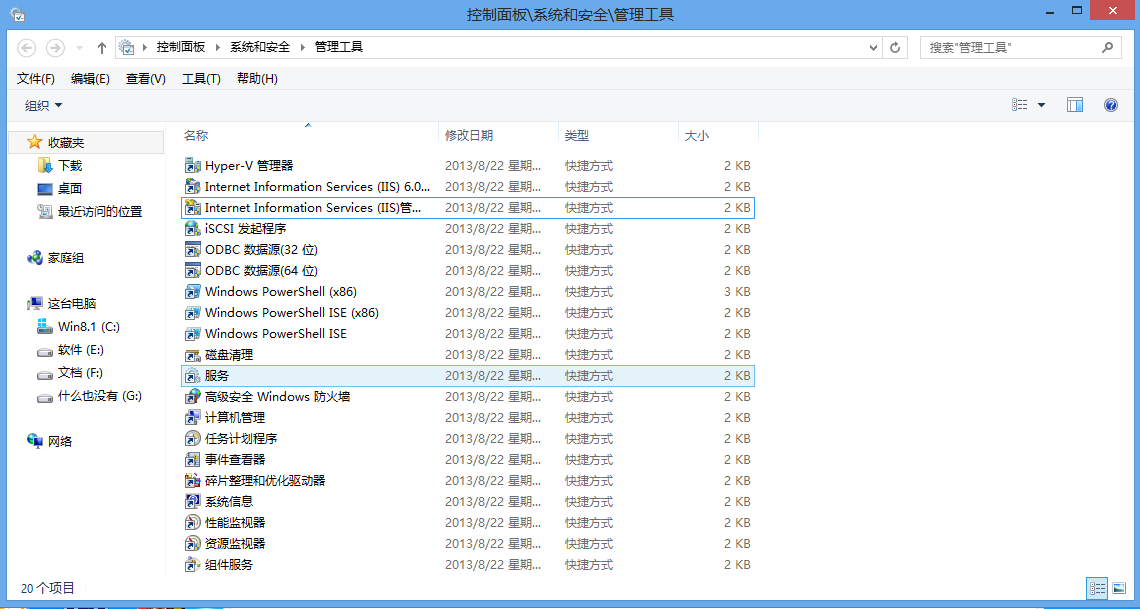 控制面板\系统和安全\管理工具
控制面板 系统和安全 管理工具
搜索"管理工具"
文件(F) 编辑(E) 查看(V) 工具(T) 帮助(H)
组织
名称 修改日期 类型 大小
收藏夹
下载
桌面
最近访问的位置
家庭组
这台电脑
Win8.1 (C:)
软件 (E:)
文档 (F:)
什么也没有 (G:)
网络
Hyper-V 管理器 2013/8/22 星期... 快捷方式 2 KB
Internet Information Services (IIS) 6.0... 2013/8/22 星期... 快捷方式 2 KB
Internet Information Services (IIS)管... 2013/8/22 星期... 快捷方式 2 KB
iSCSI 发起程序 2013/8/22 星期... 快捷方式 2 KB
ODBC 数据源(32 位) 2013/8/22 星期... 快捷方式 2 KB
ODBC 数据源(64 位) 2013/8/22 星期... 快捷方式 2 KB
Windows PowerShell (x86) 2013/8/22 星期... 快捷方式 3 KB
Windows PowerShell ISE (x86) 2013/8/22 星期... 快捷方式 2 KB
Windows PowerShell ISE 2013/8/22 星期... 快捷方式 2 KB
磁盘清理 2013/8/22 星期... 快捷方式 2 KB
服务 2013/8/22 星期... 快捷方式 2 KB
高级安全 Windows 防火墙 2013/8/22 星期... 快捷方式 2 KB
计算机管理 2013/8/22 星期... 快捷方式 2 KB
任务计划程序 2013/8/22 星期... 快捷方式 2 KB
事件查看器 2013/8/22 星期... 快捷方式 2 KB
碎片整理和优化驱动器 2013/8/22 星期... 快捷方式 2 KB
系统信息 2013/8/22 星期... 快捷方式 2 KB
性能监视器 2013/8/22 星期... 快捷方式 2 KB
资源监视器 2013/8/22 星期... 快捷方式 2 KB
组件服务 2013/8/22 星期... 快捷方式 2 KB
20 个项目